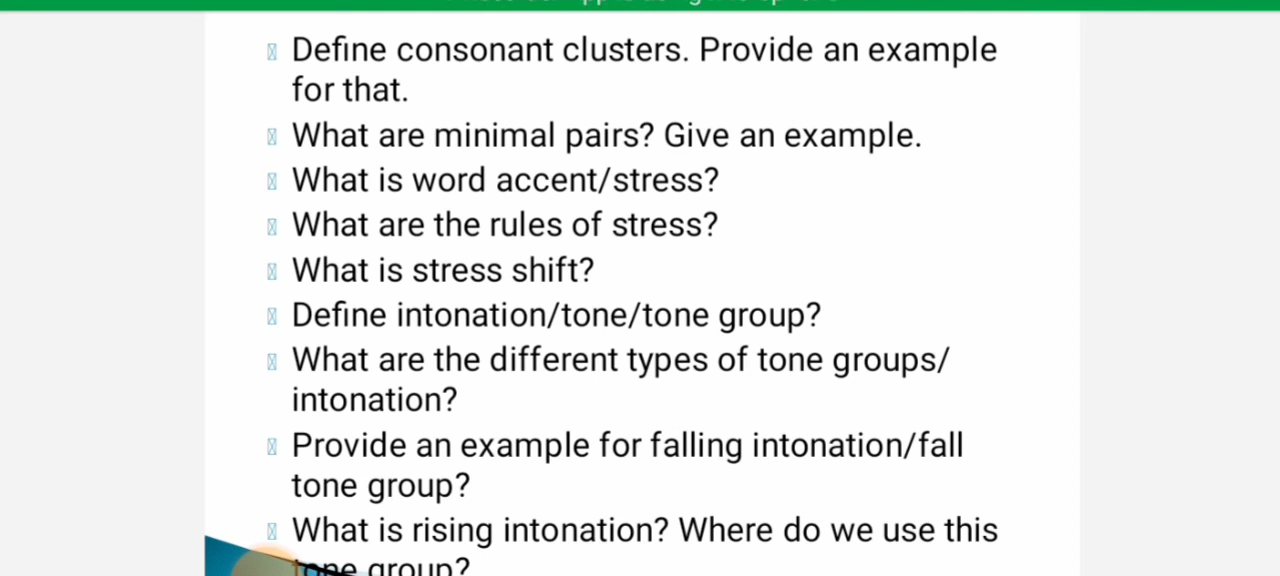 Define consonant clusters. Provide an example
for that.
What are minimal pairs? Give an example.
What is word accent/stress?
What are the rules of stress?
What is stress shift?
Define intonation/tone/tone group?
What are the different types of tone groups/
intonation?
Provide an example for falling intonation/fall
tone group?
What is rising intonation? Where do we use this
tone group?